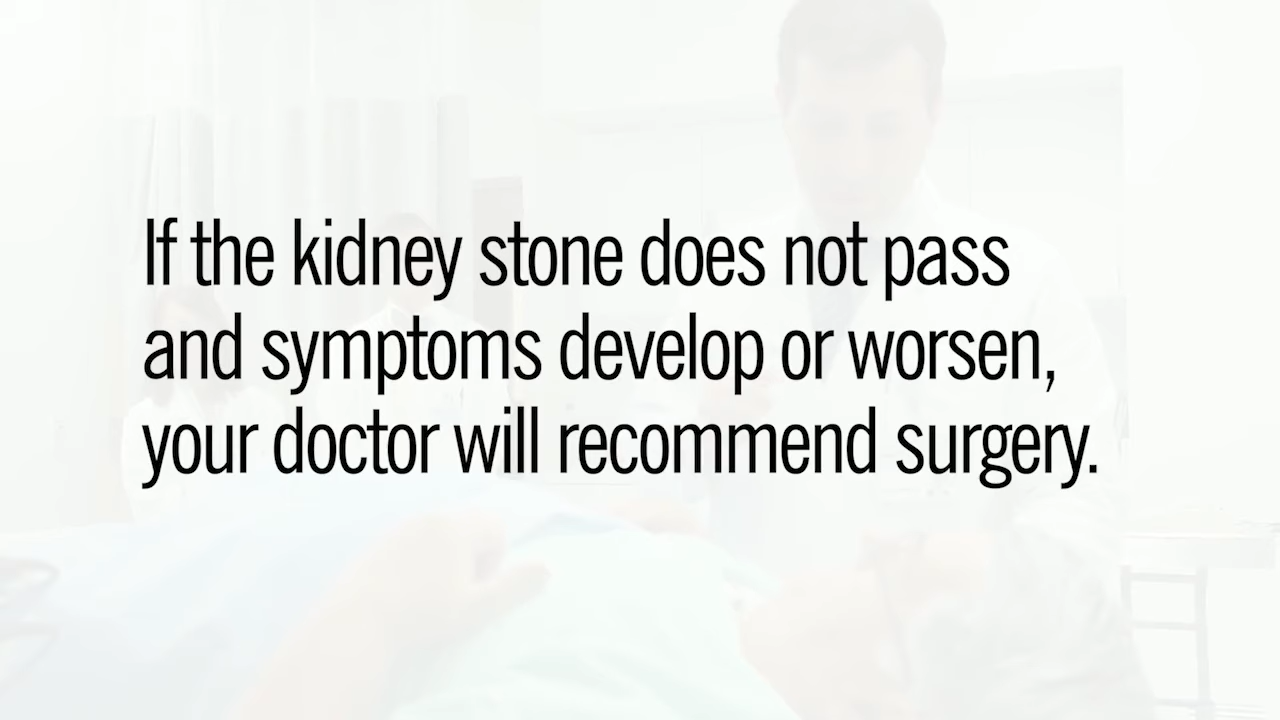 If the kidney stone does not pass
and symptoms develop or worsen,
your doctor will recommend surgery.